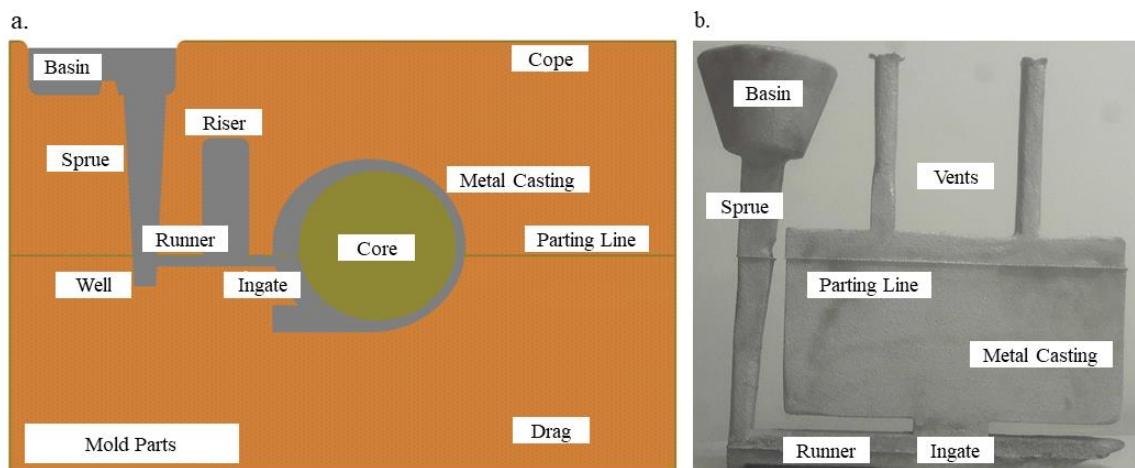 a.
Basin
Cope
Riser
Sprue
Metal Casting
Runner
Core
Parting Line
Well
Ingate
Mold Parts
Drag
b.
Basin
Vents
Sprue
Parting Line
Metal Casting
Runner
Ingate